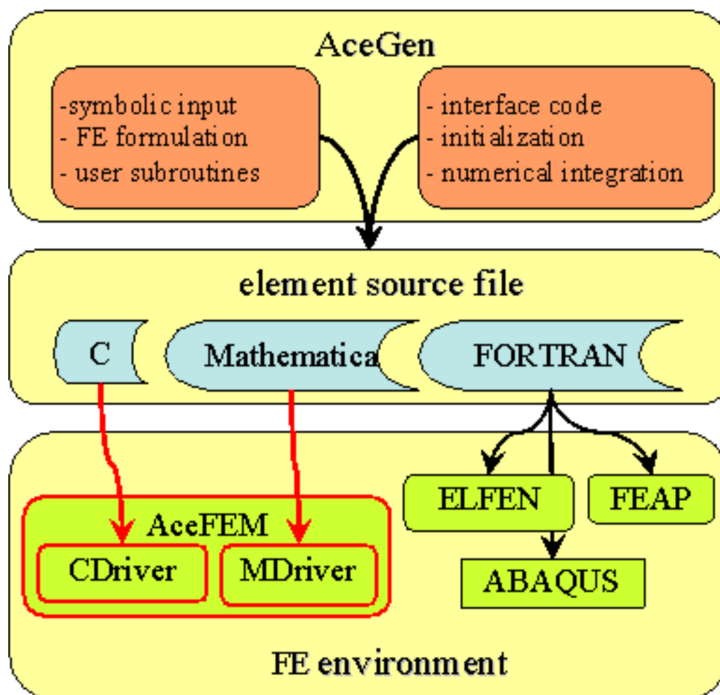 AceGen
-symbolic input
- FE formulation
- user subroutines
- interface code
- initialization
- numerical integration
element source file
C
Mathematica
FORTRAN
AceFEM
CDriver
MDriver
ELFEN
FEAP
ABAQUS
FE environment